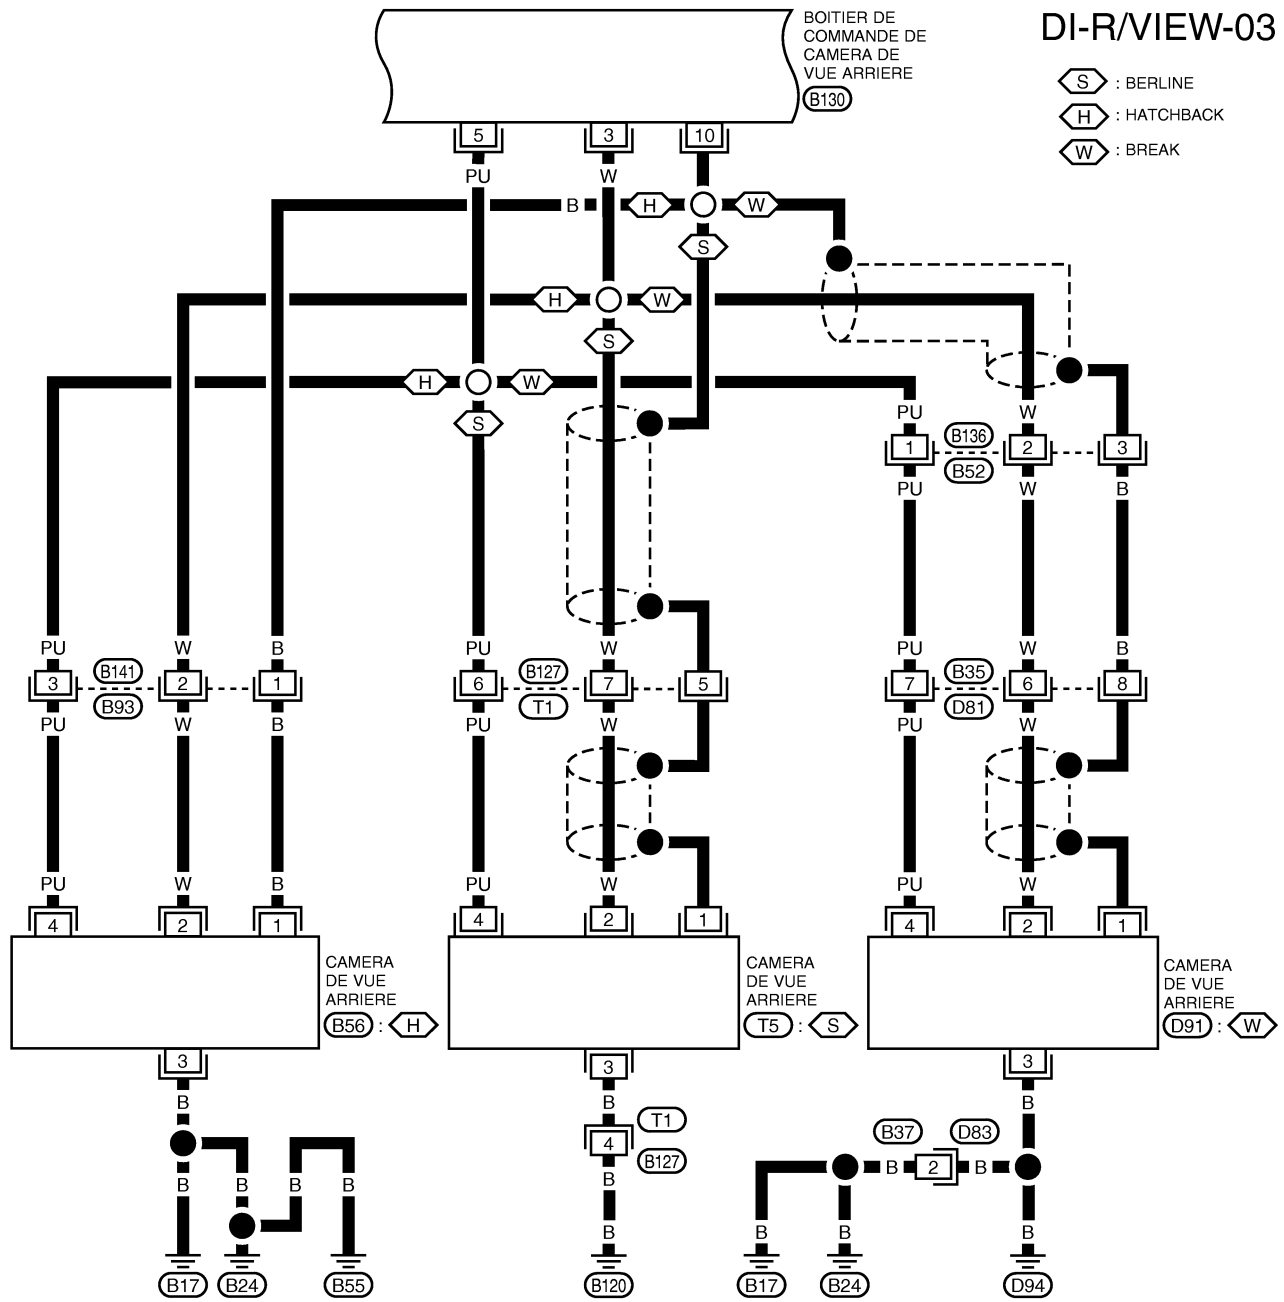 BOITIER DE
COMMANDE DE
CAMERA DE
VUE ARRIERE
B130
DI-R/VIEW-03
S : BERLINE
H : HATCHBACK
W : BREAK
5 3 10
PU W
B H W
S
H W
S
H W
S
PU W
1 B136 2 3
B52
PU W B
PU W B PU W PU W B
3 B141 2 1 6 B127 7 5 7 B35 6 8
B93 T1 D81
PU W B PU W PU W
PU W B PU W PU W
4 2 1 4 2 1 4 2 1
CAMERA
DE VUE
ARRIERE
B56 : H
CAMERA
DE VUE
ARRIERE
T5 : S
CAMERA
DE VUE
ARRIERE
D91 : W
3 3 3
B B B
T1
4
B127
B37 D83
B 2 B
B B B B B
B B B B
B17 B24 B55 B120 B17 B24 D94